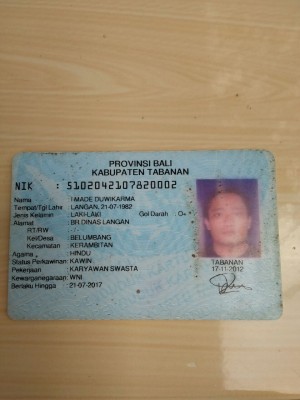 PROVINSI BALI
KABUPATEN TABANAN
NIK : 5102042107820002
Nama : I MADE DUWIKARMA
Tempat/Tgl Lahir : LANGAN, 21-07-1982
Jenis Kelamin : LAKI-LAKI Gol Darah : O
Alamat : BR DINAS LANGAN
RT/RW : -/-
Kel/Desa : BELUMBANG
Kecamatan : KERAMBITAN
Agama : HINDU
Status Perkawinan: KAWIN
Pekerjaan : KARYAWAN SWASTA
Kewarganegaraan: WNI
Berlaku Hingga : 21-07-2017
TABANAN
17-11-2012